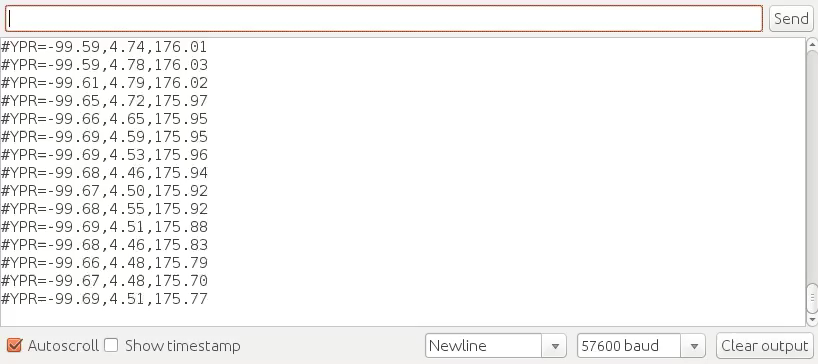 Send
#YPR=-99.59,4.74,176.01
#YPR=-99.59,4.78,176.03
#YPR=-99.61,4.79,176.02
#YPR=-99.65,4.72,175.97
#YPR=-99.66,4.65,175.95
#YPR=-99.69,4.59,175.95
#YPR=-99.69,4.53,175.96
#YPR=-99.68,4.46,175.94
#YPR=-99.67,4.50,175.92
#YPR=-99.68,4.55,175.92
#YPR=-99.69,4.51,175.88
#YPR=-99.68,4.46,175.83
#YPR=-99.66,4.48,175.79
#YPR=-99.67,4.48,175.70
#YPR=-99.69,4.51,175.77
Autoscroll Show timestamp Newline 57600 baud Clear output